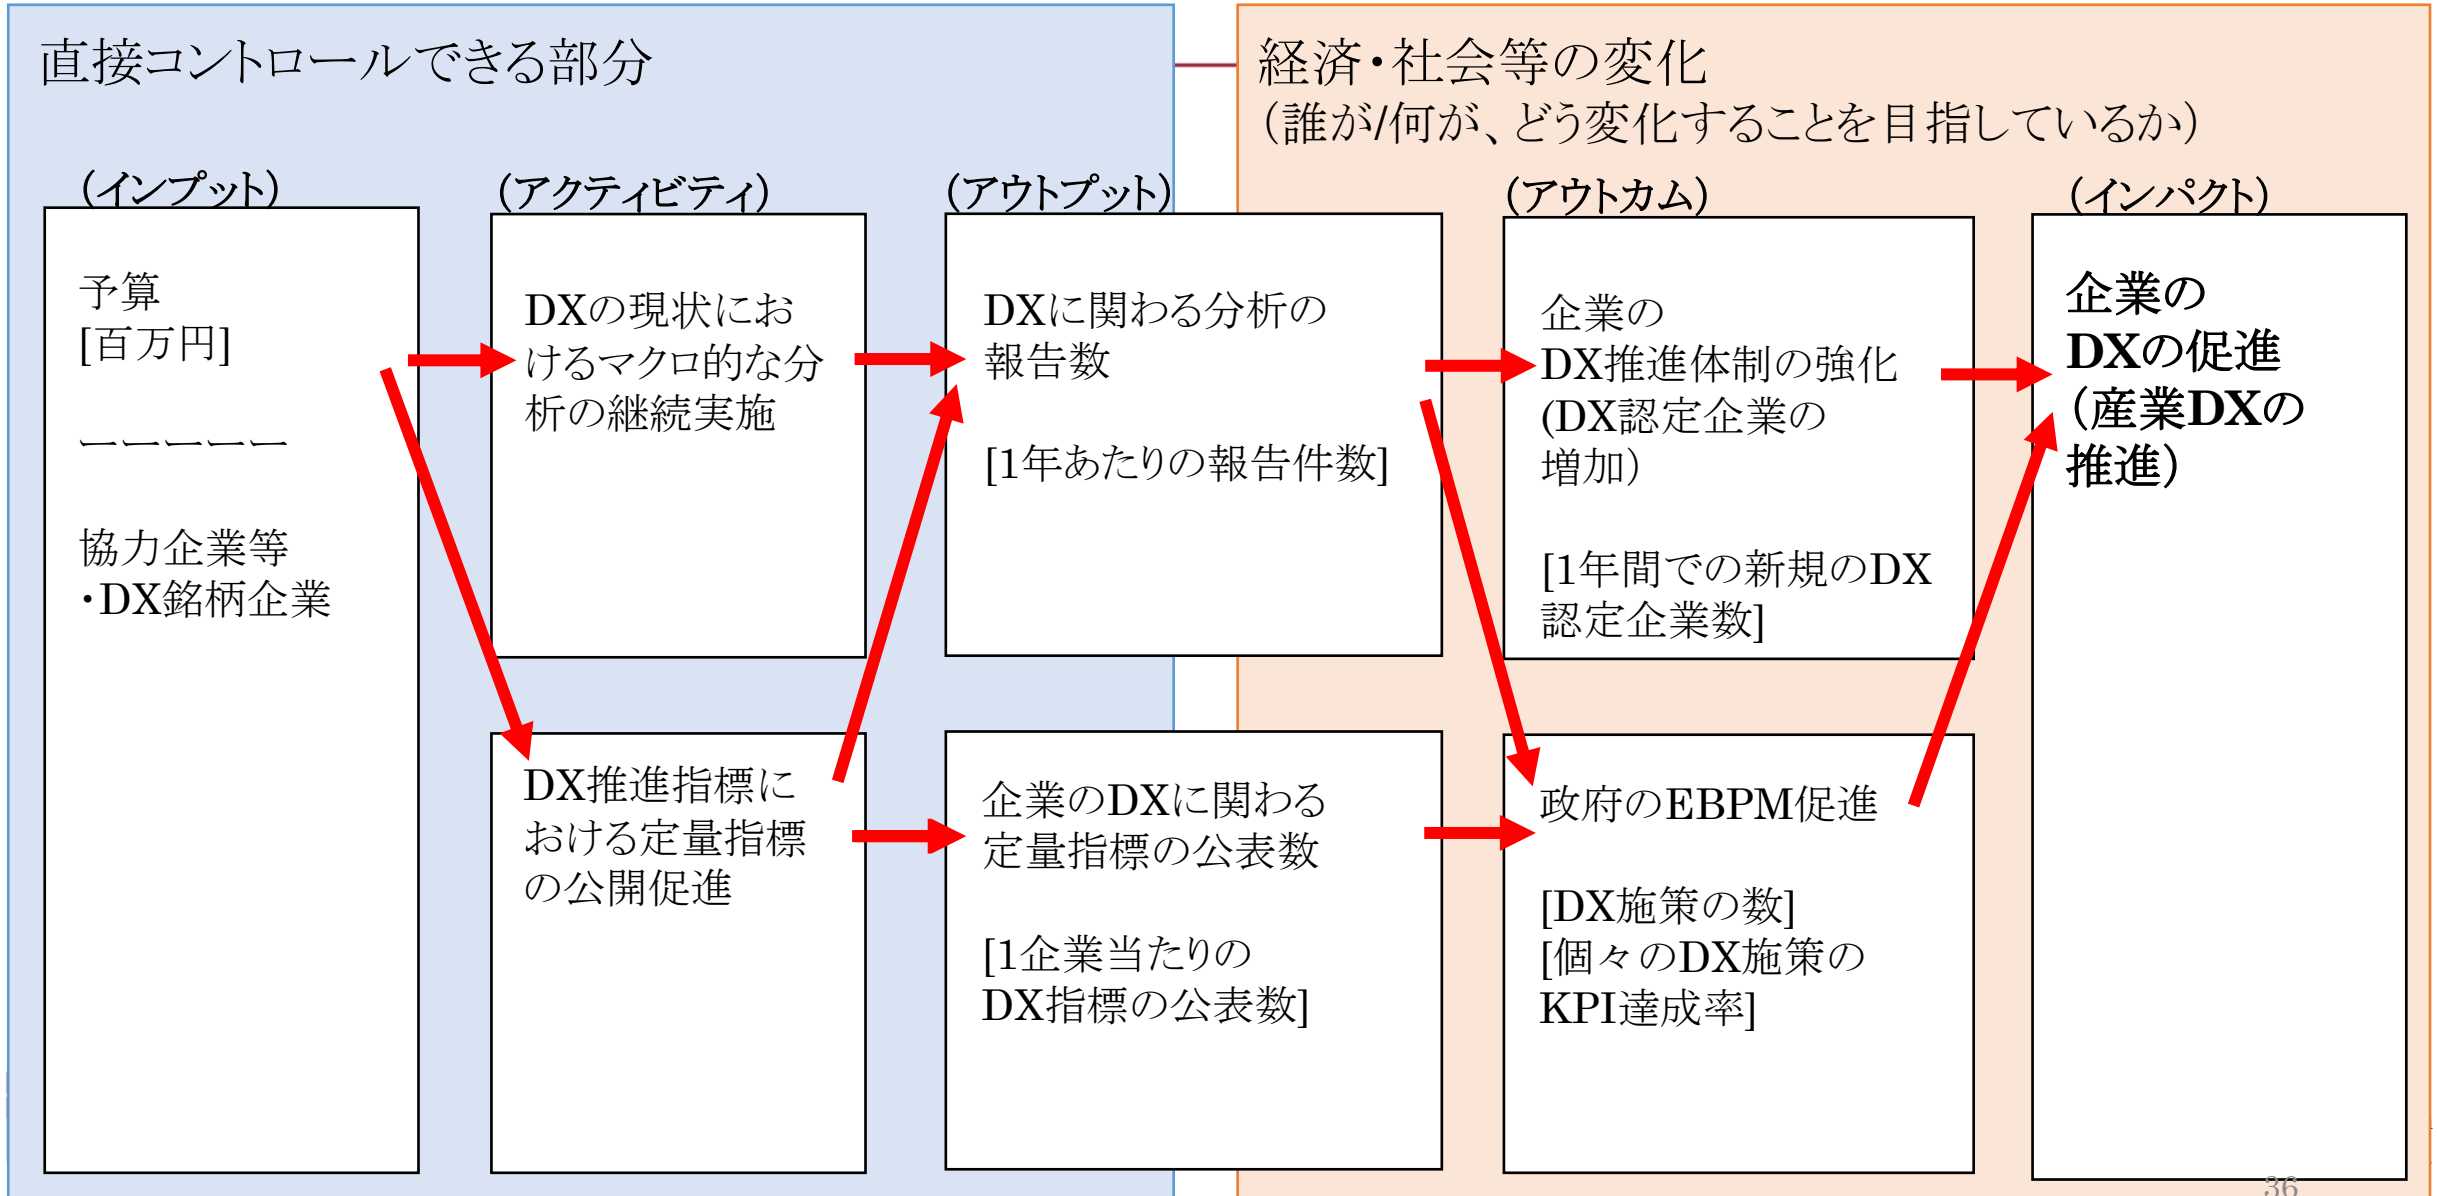 直接コントロールできる部分
経済・社会等の変化
（誰が/何が、どう変化することを目指しているか）
（インプット）
予算
[百万円]
ーーーーー
協力企業等
・DX銘柄企業
（アクティビティ）
DXの現状にお
けるマクロ的な分
析の継続実施
DX推進指標に
おける定量指標
の公開促進
（アウトプット）
DXに関わる分析の
報告数
[1年あたりの報告件数]
企業のDXに関わる
定量指標の公表数
[1企業当たりの
DX指標の公表数]
（アウトカム）
企業の
DX推進体制の強化
(DX認定企業の
増加）
[1年間での新規のDX
認定企業数]
政府のEBPM促進
[DX施策の数]
[個々のDX施策の
KPI達成率]
（インパクト）
企業の
DXの促進
（産業DXの
推進）
36